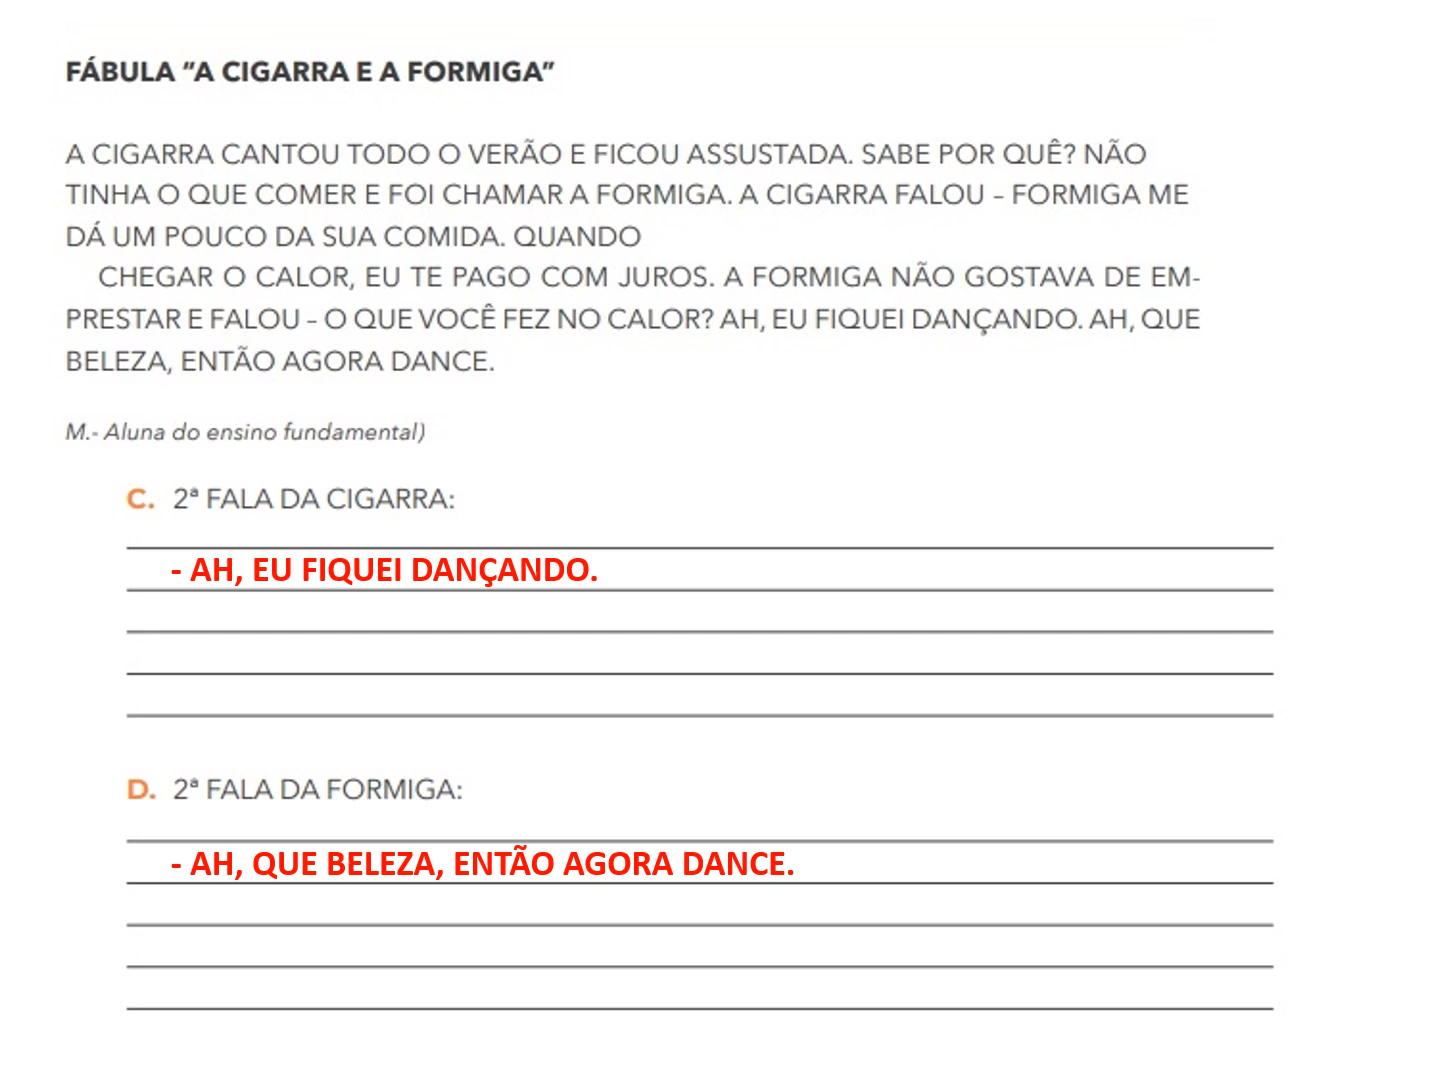 FÁBULA “A CIGARRA E A FORMIGA”
A CIGARRA CANTOU TODO O VERÃO E FICOU ASSUSTADA. SABE POR QUÊ? NÃO
TINHA O QUE COMER E FOI CHAMAR A FORMIGA. A CIGARRA FALOU – FORMIGA ME
DÁ UM POUCO DA SUA COMIDA. QUANDO
CHEGAR O CALOR, EU TE PAGO COM JUROS. A FORMIGA NÃO GOSTAVA DE EM-
PRESTAR E FALOU – O QUE VOCÊ FEZ NO CALOR? AH, EU FIQUEI DANÇANDO. AH, QUE
BELEZA, ENTÃO AGORA DANCE.
M.- Aluna do ensino fundamental)
C. 2ª FALA DA CIGARRA:
- AH, EU FIQUEI DANÇANDO.
D. 2ª FALA DA FORMIGA:
- AH, QUE BELEZA, ENTÃO AGORA DANCE.